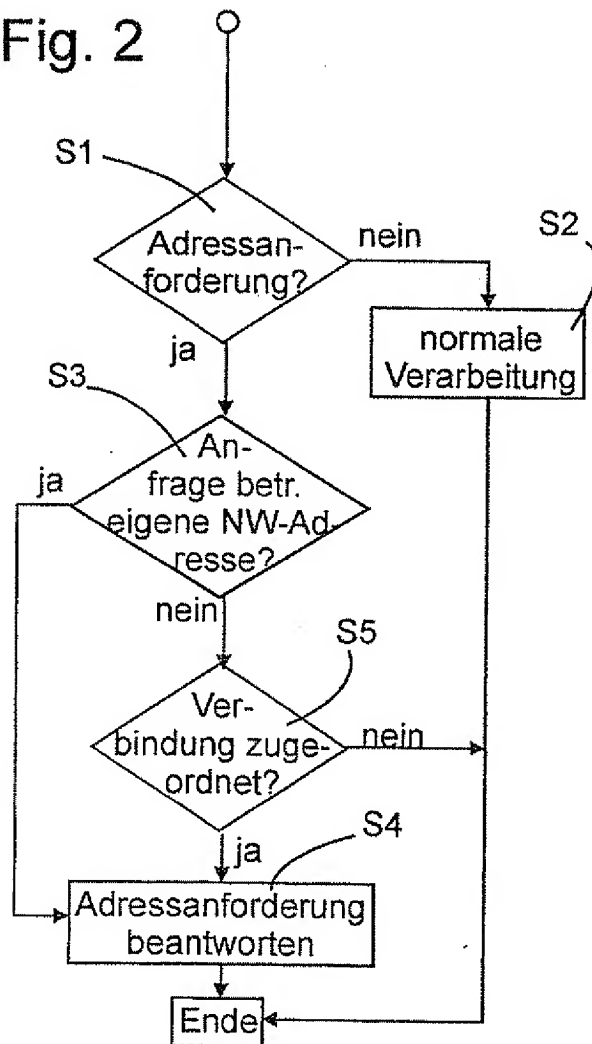 Fig. 2
S1
Adressan-
forderung?
nein
S2
normale
Verarbeitung
ja
S3
An-
frage betr.
eigene NW-Ad-
resse?
ja
nein
S5
Ver-
bindung zuge-
ordnet?
nein
ja
S4
Adressanforderung
beantworten
Ende